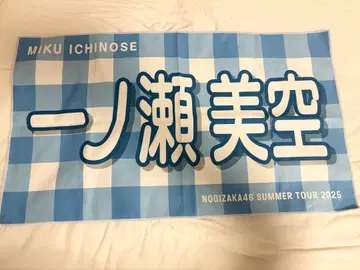 MIKU ICHINOSE
一ノ瀬 美空
NOGIZAKA46 SUMMER TOUR 2025